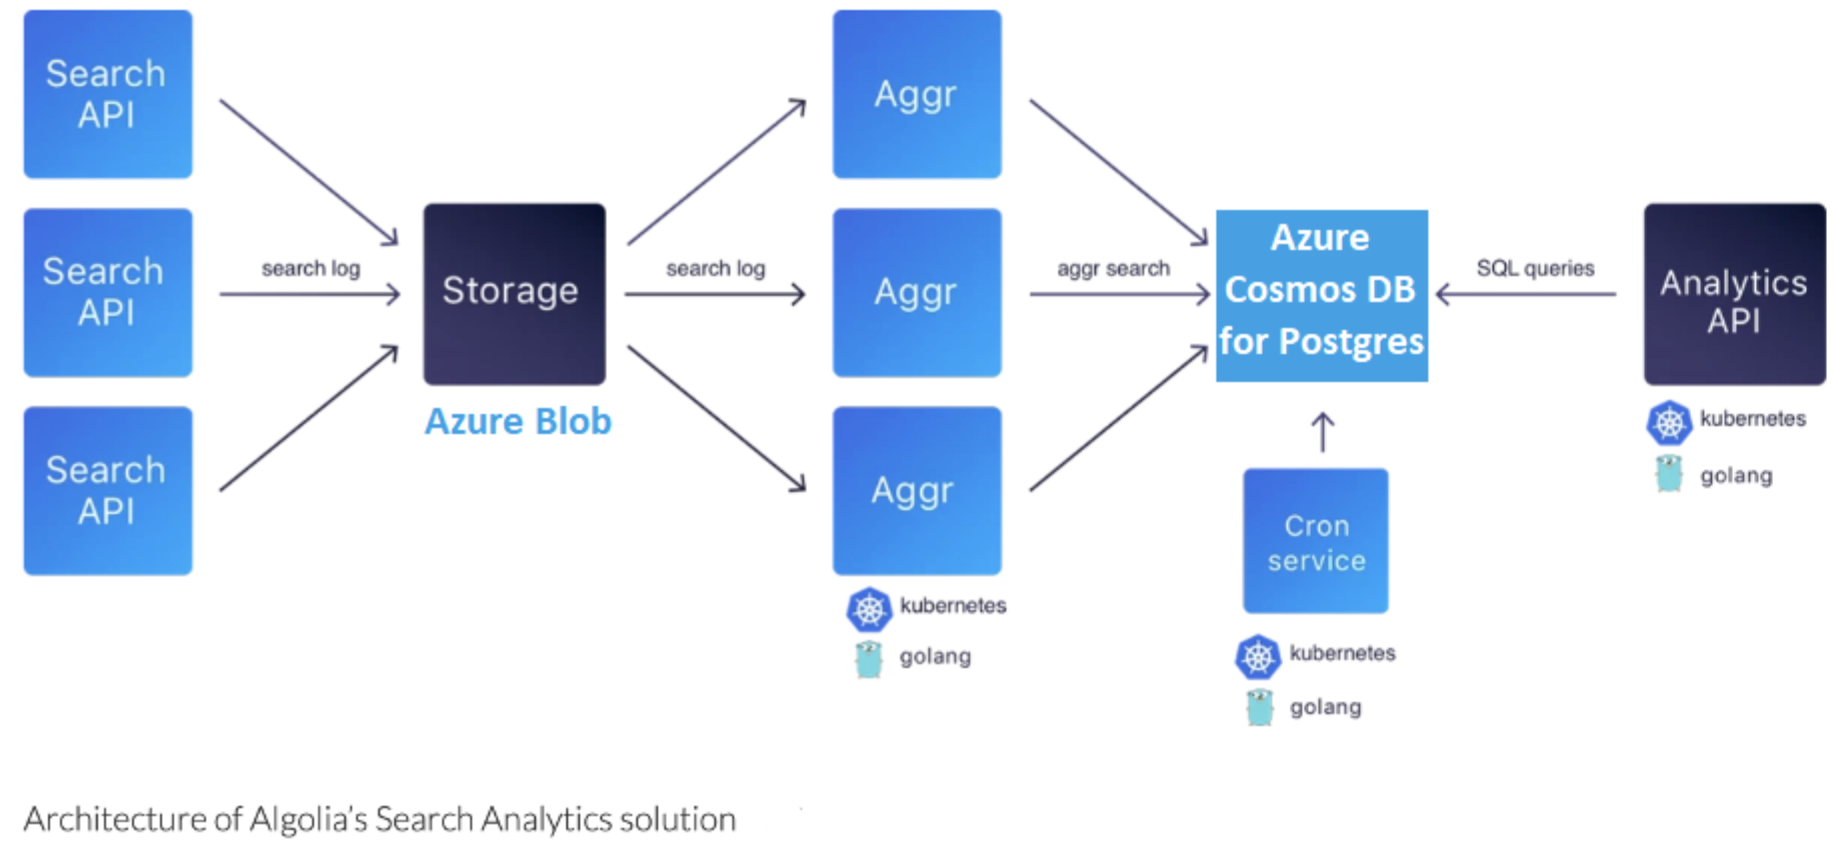 Search
API
Search
API
search log
Search
API
Storage
Azure Blob
search log
Aggr
Aggr
Aggr
kubernetes
golang
aggr search
Azure
Cosmos DB
for Postgres
Cron
service
kubernetes
golang
SQL queries
Analytics
API
kubernetes
golang
Architecture of Algolia's Search Analytics solution